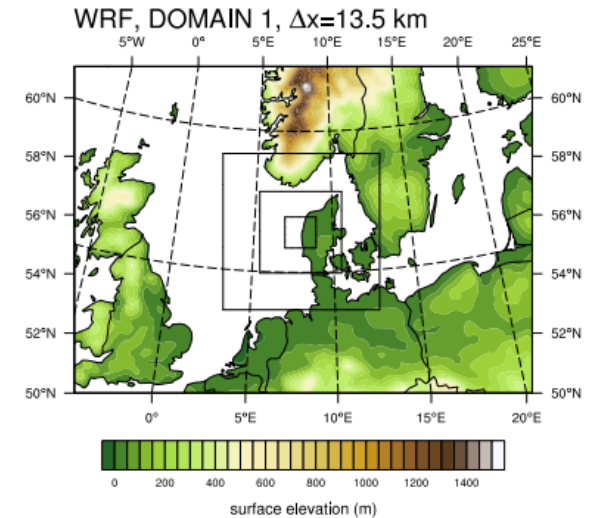 WRF, DOMAIN 1, Δx=13.5 km
5°W 0° 5°E 10°E 15°E 20°E 25°E
60°N 60°N
58°N 58°N
56°N 56°N
54°N 54°N
52°N 52°N
50°N 50°N
0° 5°E 10°E 15°E 20°E
0 200 400 600 800 1000 1200 1400
surface elevation (m)